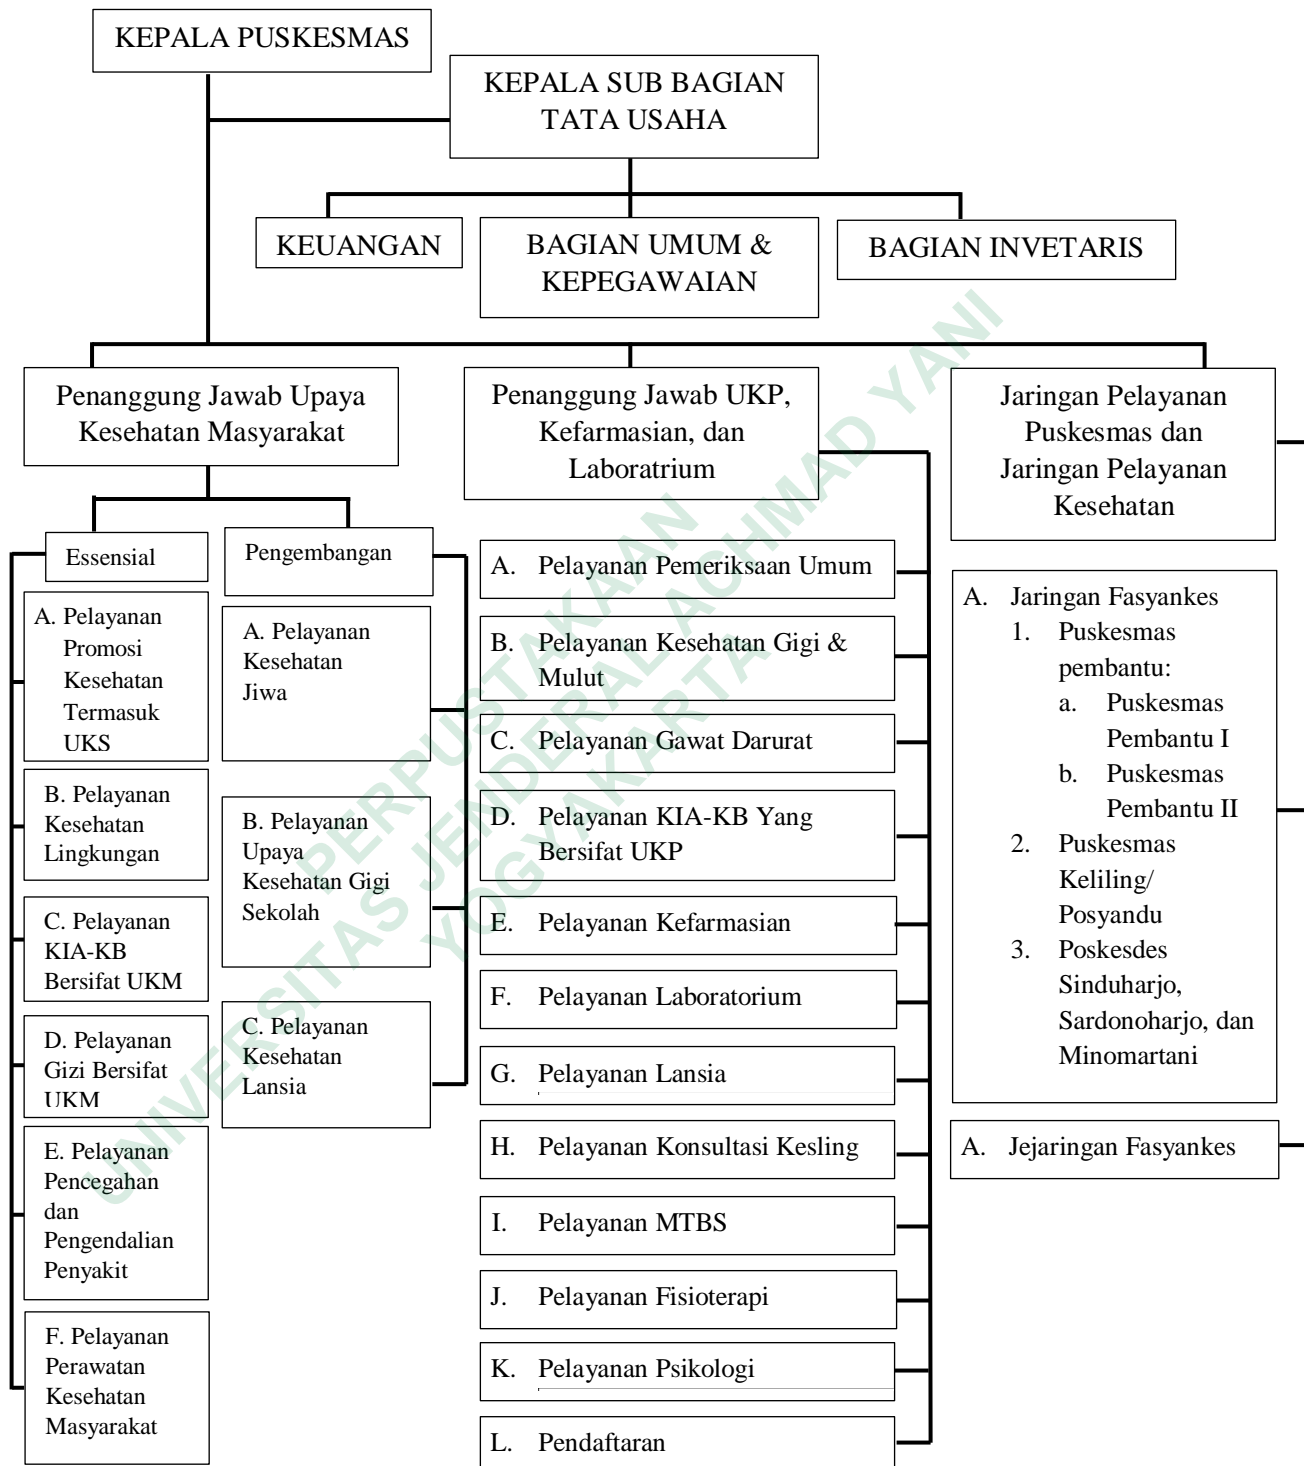 KEPALA PUSKESMAS
KEPALA SUB BAGIAN
TATA USAHA
KEUANGAN
BAGIAN UMUM &
KEPEGAWAIAN
BAGIAN INVETARIS
Penanggung Jawab Upaya
Kesehatan Masyarakat
Essensial
A. Pelayanan
Promosi
Kesehatan
Termasuk
UKS
B. Pelayanan
Kesehatan
Lingkungan
C. Pelayanan
KIA-KB
Bersifat UKM
D. Pelayanan
Gizi Bersifat
UKM
E. Pelayanan
Pencegahan
dan
Pengendalian
Penyakit
F. Pelayanan
Perawatan
Kesehatan
Masyarakat
Pengembangan
A. Pelayanan
Kesehatan
Jiwa
B. Pelayanan
Upaya
Kesehatan Gigi
Sekolah
C. Pelayanan
Kesehatan
Lansia
Penanggung Jawab UKP,
Kefarmasian, dan
Laboratrium
A. Pelayanan Pemeriksaan Umum
B. Pelayanan Kesehatan Gigi &
Mulut
C. Pelayanan Gawat Darurat
D. Pelayanan KIA-KB Yang
Bersifat UKP
E. Pelayanan Kefarmasian
F. Pelayanan Laboratorium
G. Pelayanan Lansia
H. Pelayanan Konsultasi Kesling
I. Pelayanan MTBS
J. Pelayanan Fisioterapi
K. Pelayanan Psikologi
L. Pendaftaran
Jaringan Pelayanan
Puskesmas dan
Jaringan Pelayanan
Kesehatan
A. Jaringan Fasyankes
1. Puskesmas
pembantu:
a. Puskesmas
Pembantu I
b. Puskesmas
Pembantu II
2. Puskesmas
Keliling/
Posyandu
3. Poskesdes
Sinduharjo,
Sardonoharjo, dan
Minomartani
A. Jejaringan Fasyankes
PERPUSTAKAAN
UNIVERSITAS JENDERAL ACHMAD YANI
YOGYAKARTA